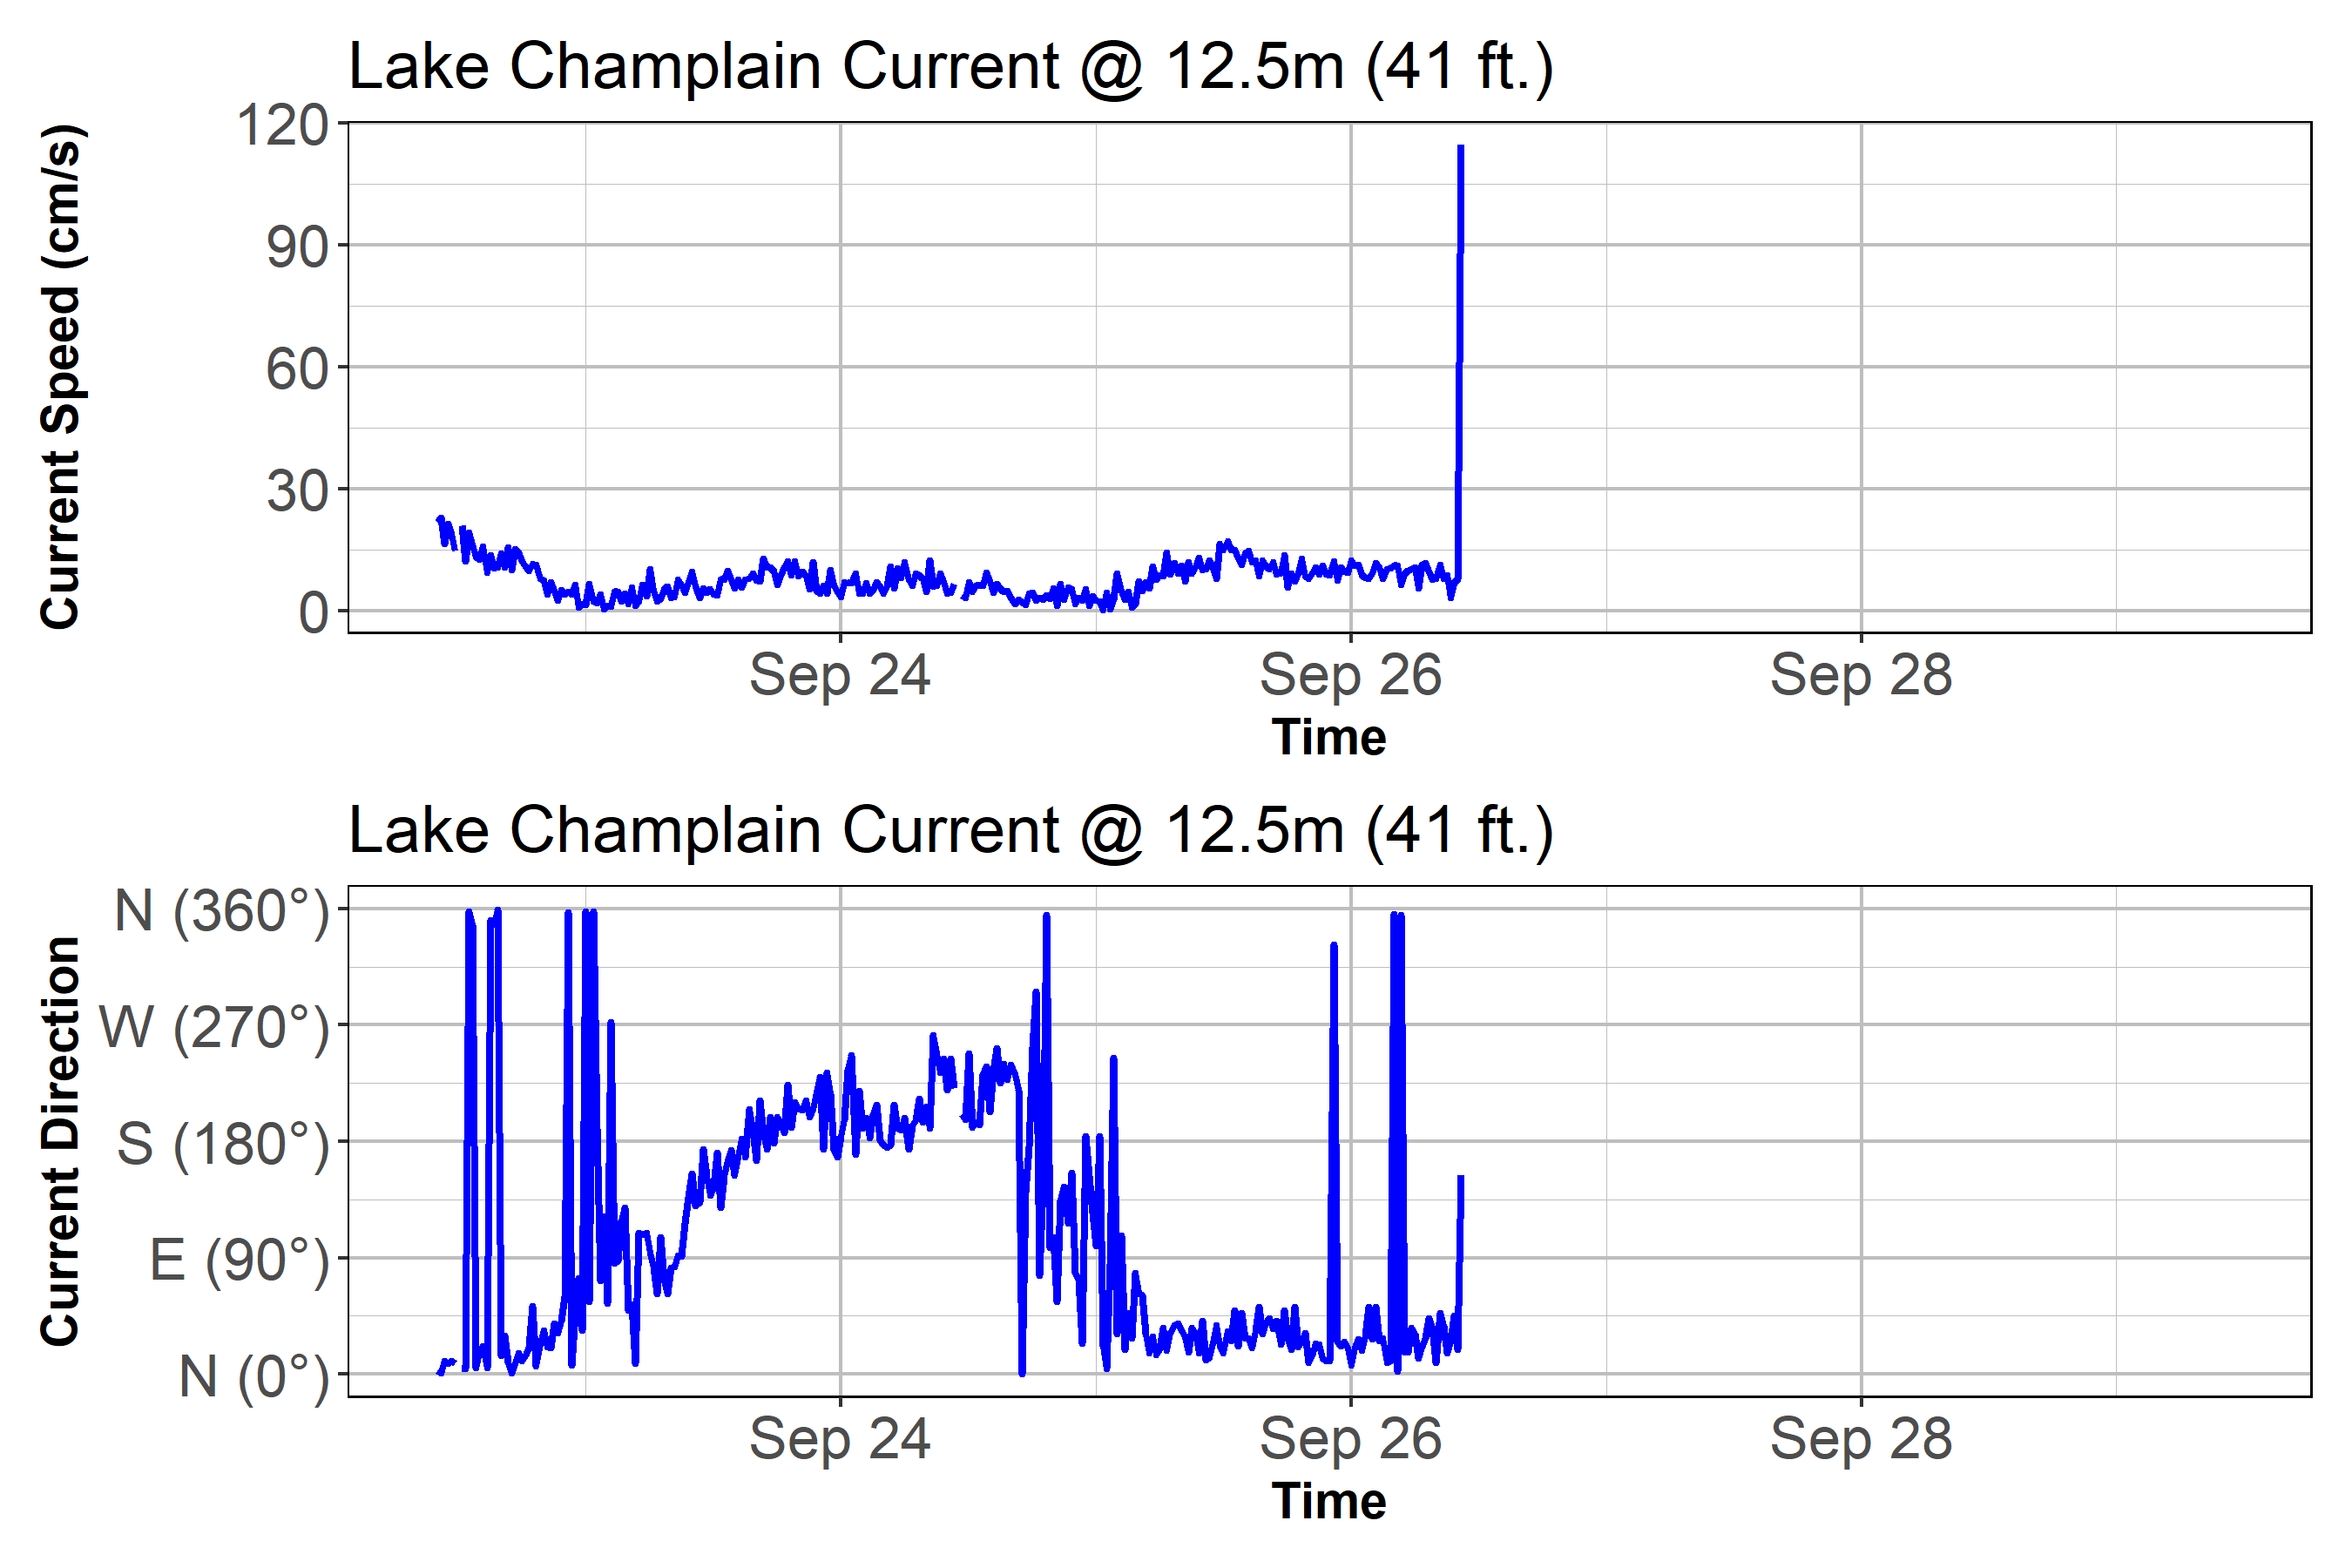 Lake Champlain Current @ 12.5m (41 ft.)
120
90
60
30
0
Current Speed (cm/s)
Sep 24
Sep 26
Sep 28
Time
Lake Champlain Current @ 12.5m (41 ft.)
N (360°)
W (270°)
S (180°)
E (90°)
N (0°)
Current Direction
Sep 24
Sep 26
Sep 28
Time